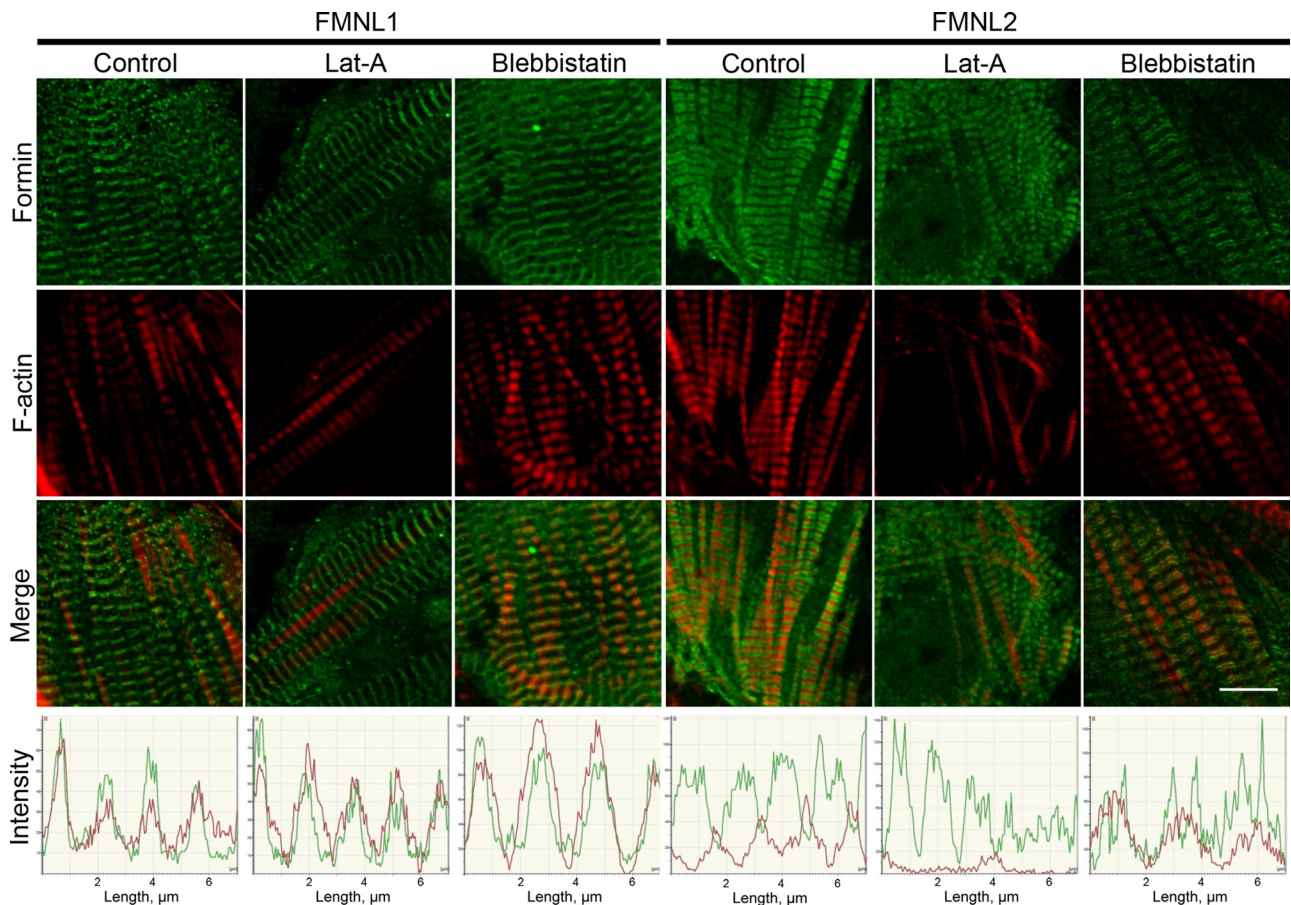 FMNL1 FMNL2
Control Lat-A Blebbistatin Control Lat-A Blebbistatin
Formin
F-actin
Merge
Intensity
2 4 6 2 4 6 2 4 6 2 4 6 2 4 6 2 4 6
Length, µm Length, µm Length, µm Length, µm Length, µm Length, µm